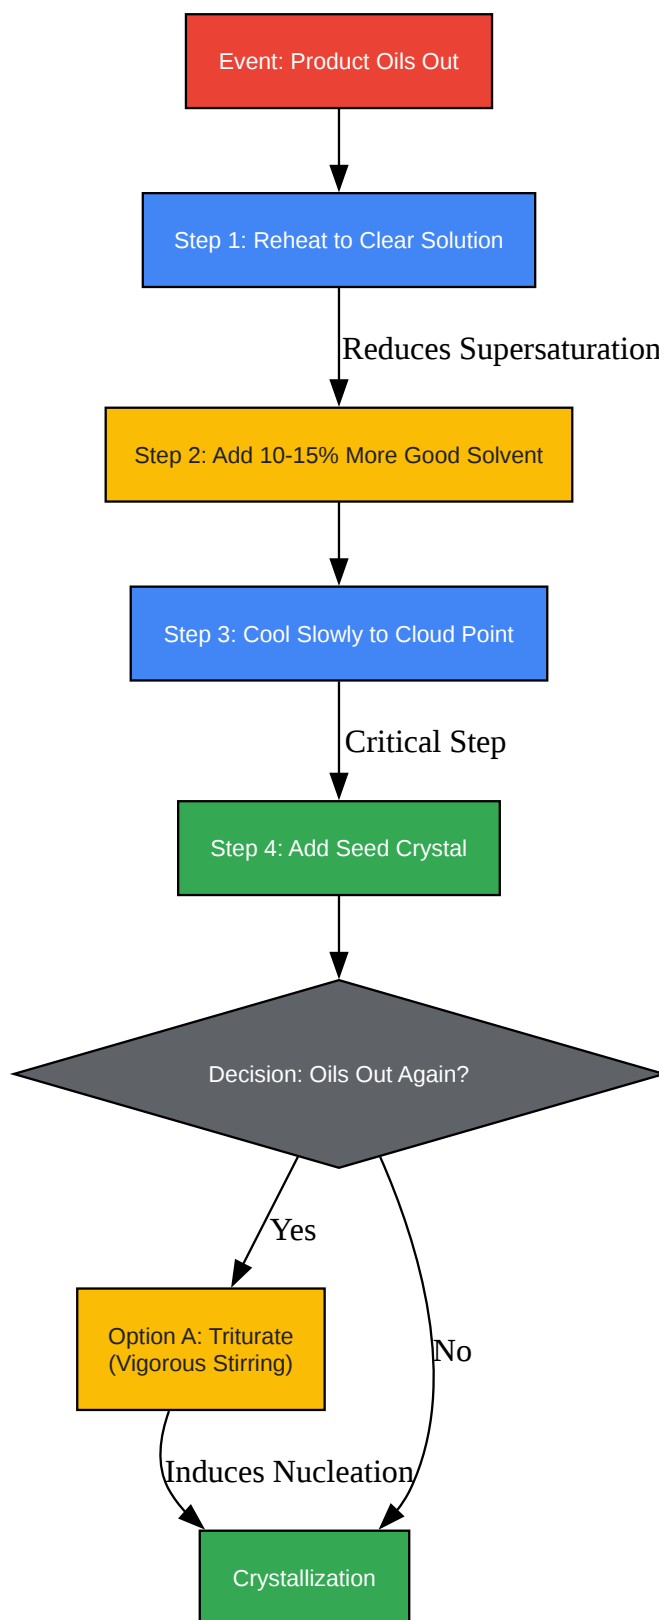 Event: Product Oils Out
Step 1: Reheat to Clear Solution
Reduces Supersaturation
Step 2: Add 10-15% More Good Solvent
Step 3: Cool Slowly to Cloud Point
Critical Step
Step 4: Add Seed Crystal
Decision: Oils Out Again?
Yes
Option A: Triturate
(Vigorous Stirring)
No
Induces Nucleation
Crystallization